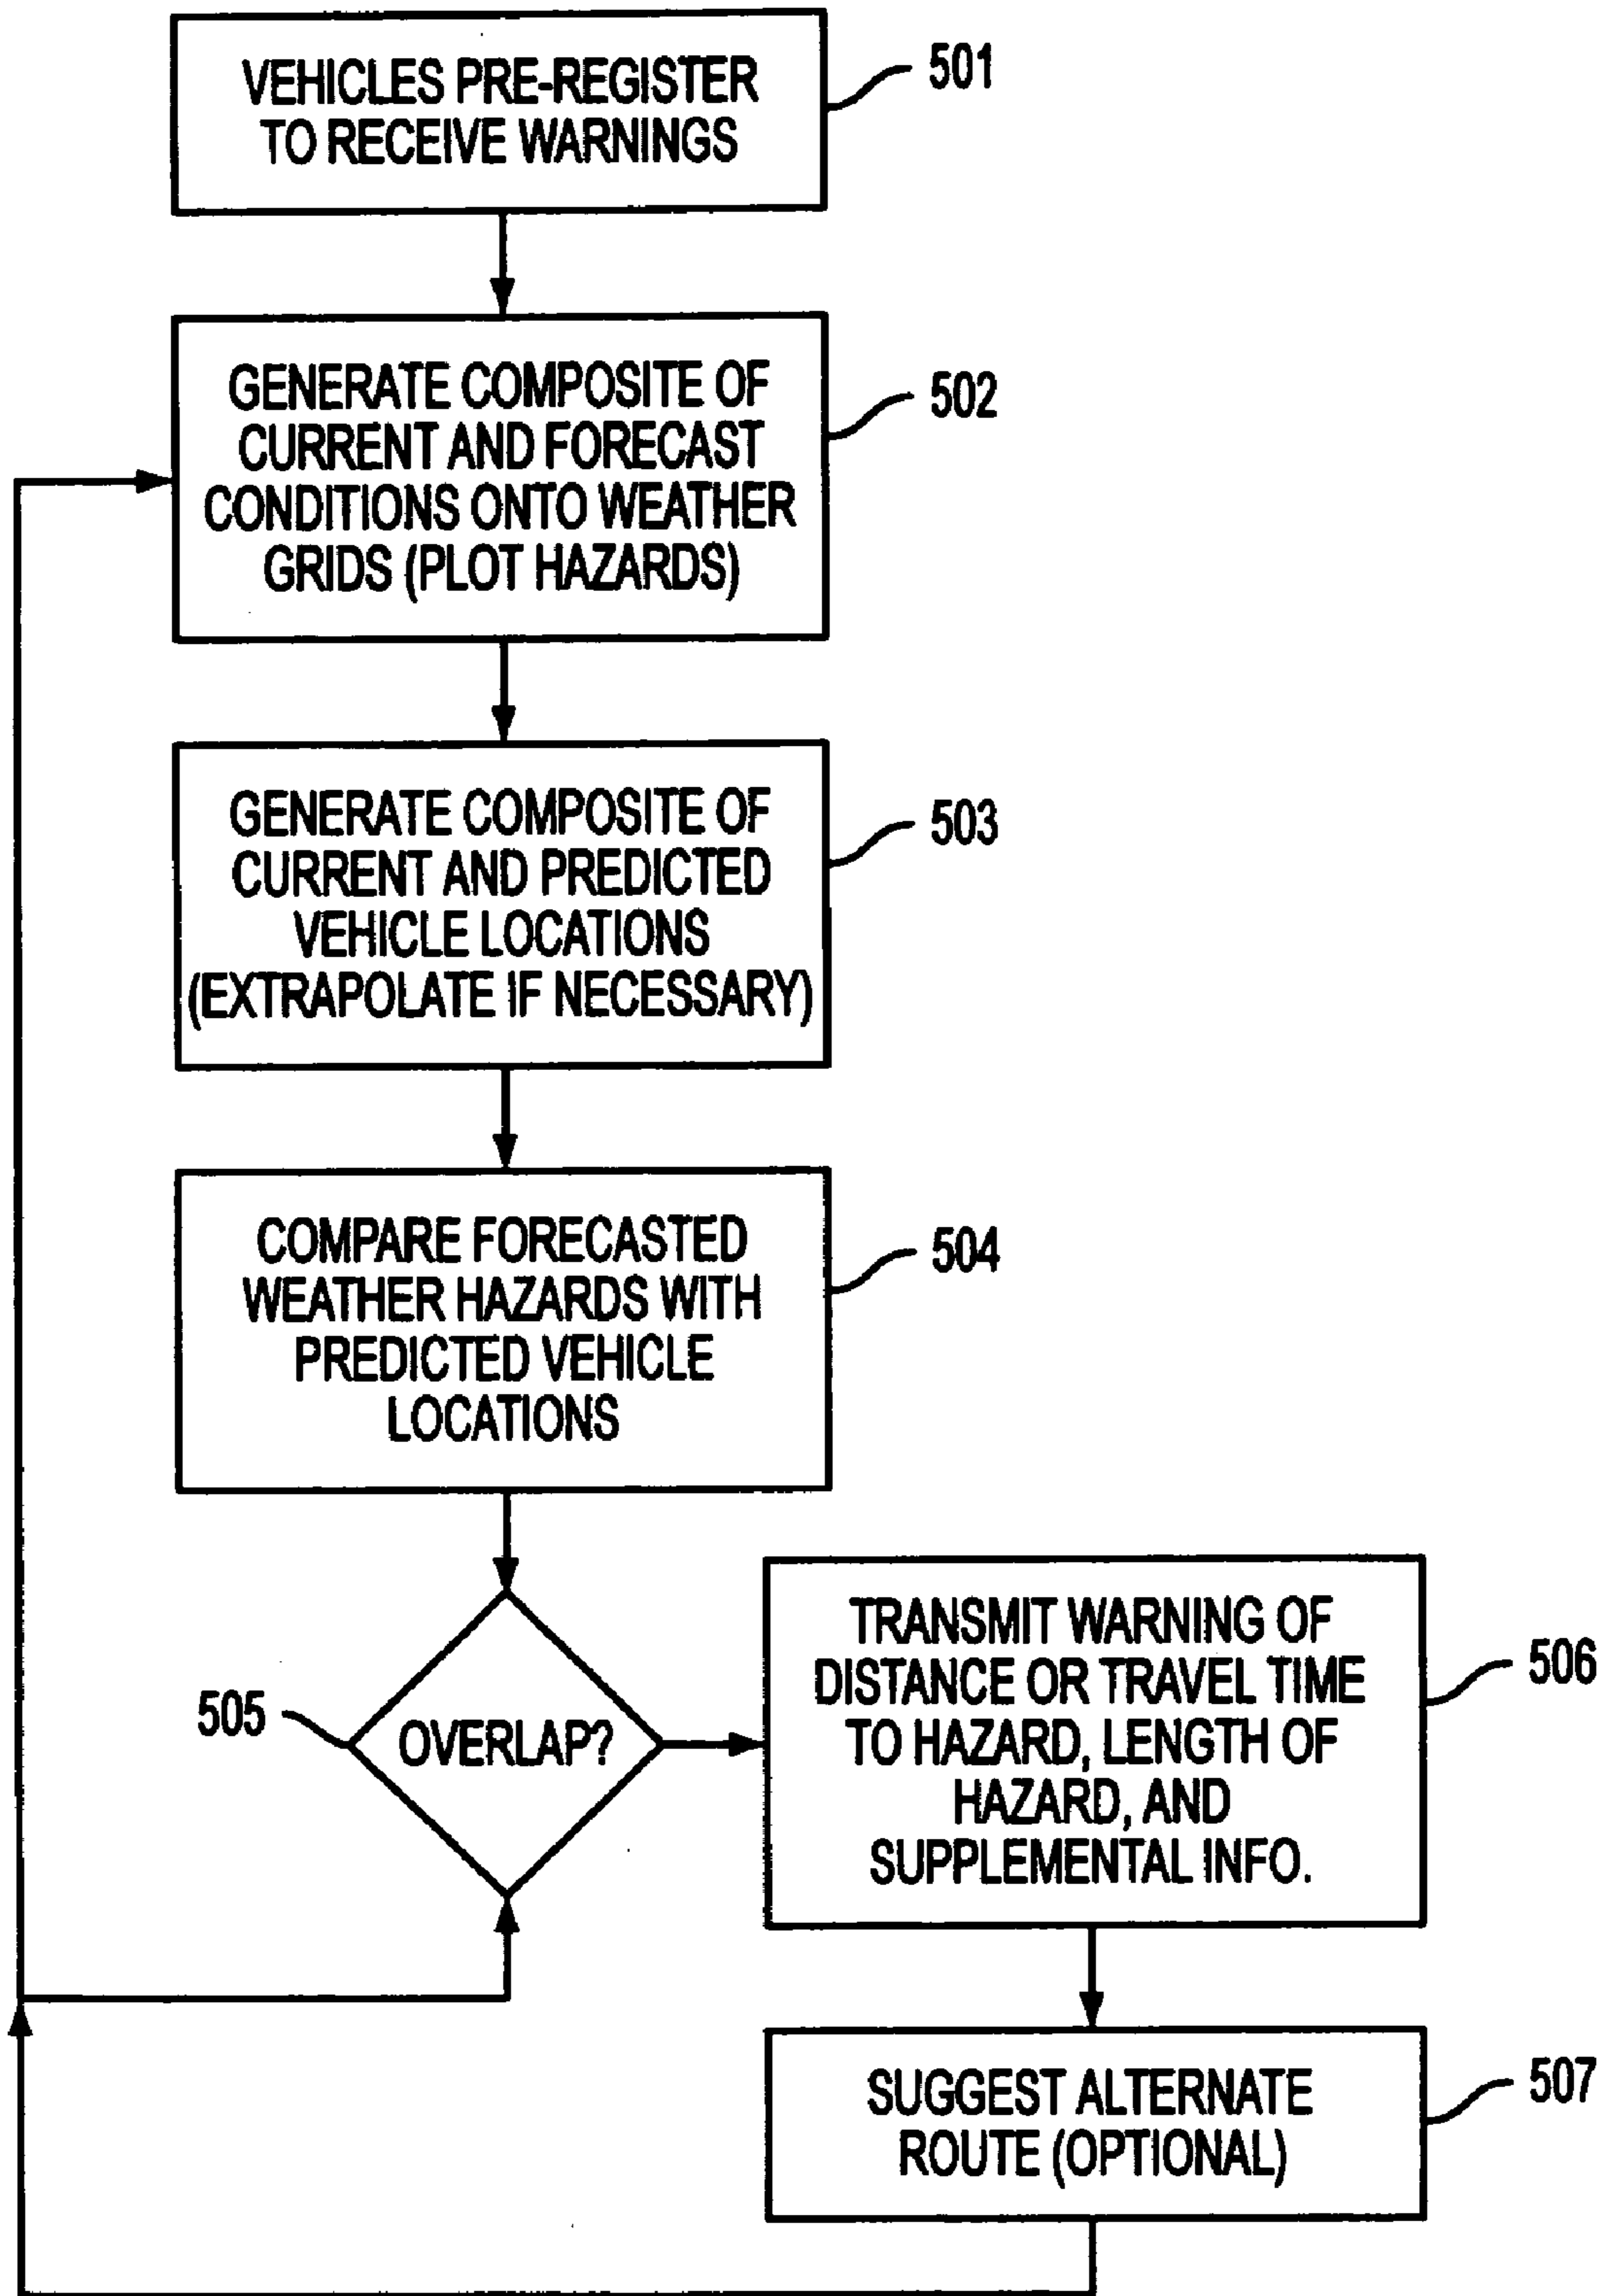 VEHICLES PRE-REGISTER
TO RECEIVE WARNINGS
501
GENERATE COMPOSITE OF
CURRENT AND FORECAST
CONDITIONS ONTO WEATHER
GRIDS (PLOT HAZARDS)
502
GENERATE COMPOSITE OF
CURRENT AND PREDICTED
VEHICLE LOCATIONS
(EXTRAPOLATE IF NECESSARY)
503
COMPARE FORECASTED
WEATHER HAZARDS WITH
PREDICTED VEHICLE
LOCATIONS
504
505
OVERLAP?
TRANSMIT WARNING OF
DISTANCE OR TRAVEL TIME
TO HAZARD, LENGTH OF
HAZARD, AND
SUPPLEMENTAL INFO.
506
SUGGEST ALTERNATE
ROUTE (OPTIONAL)
507